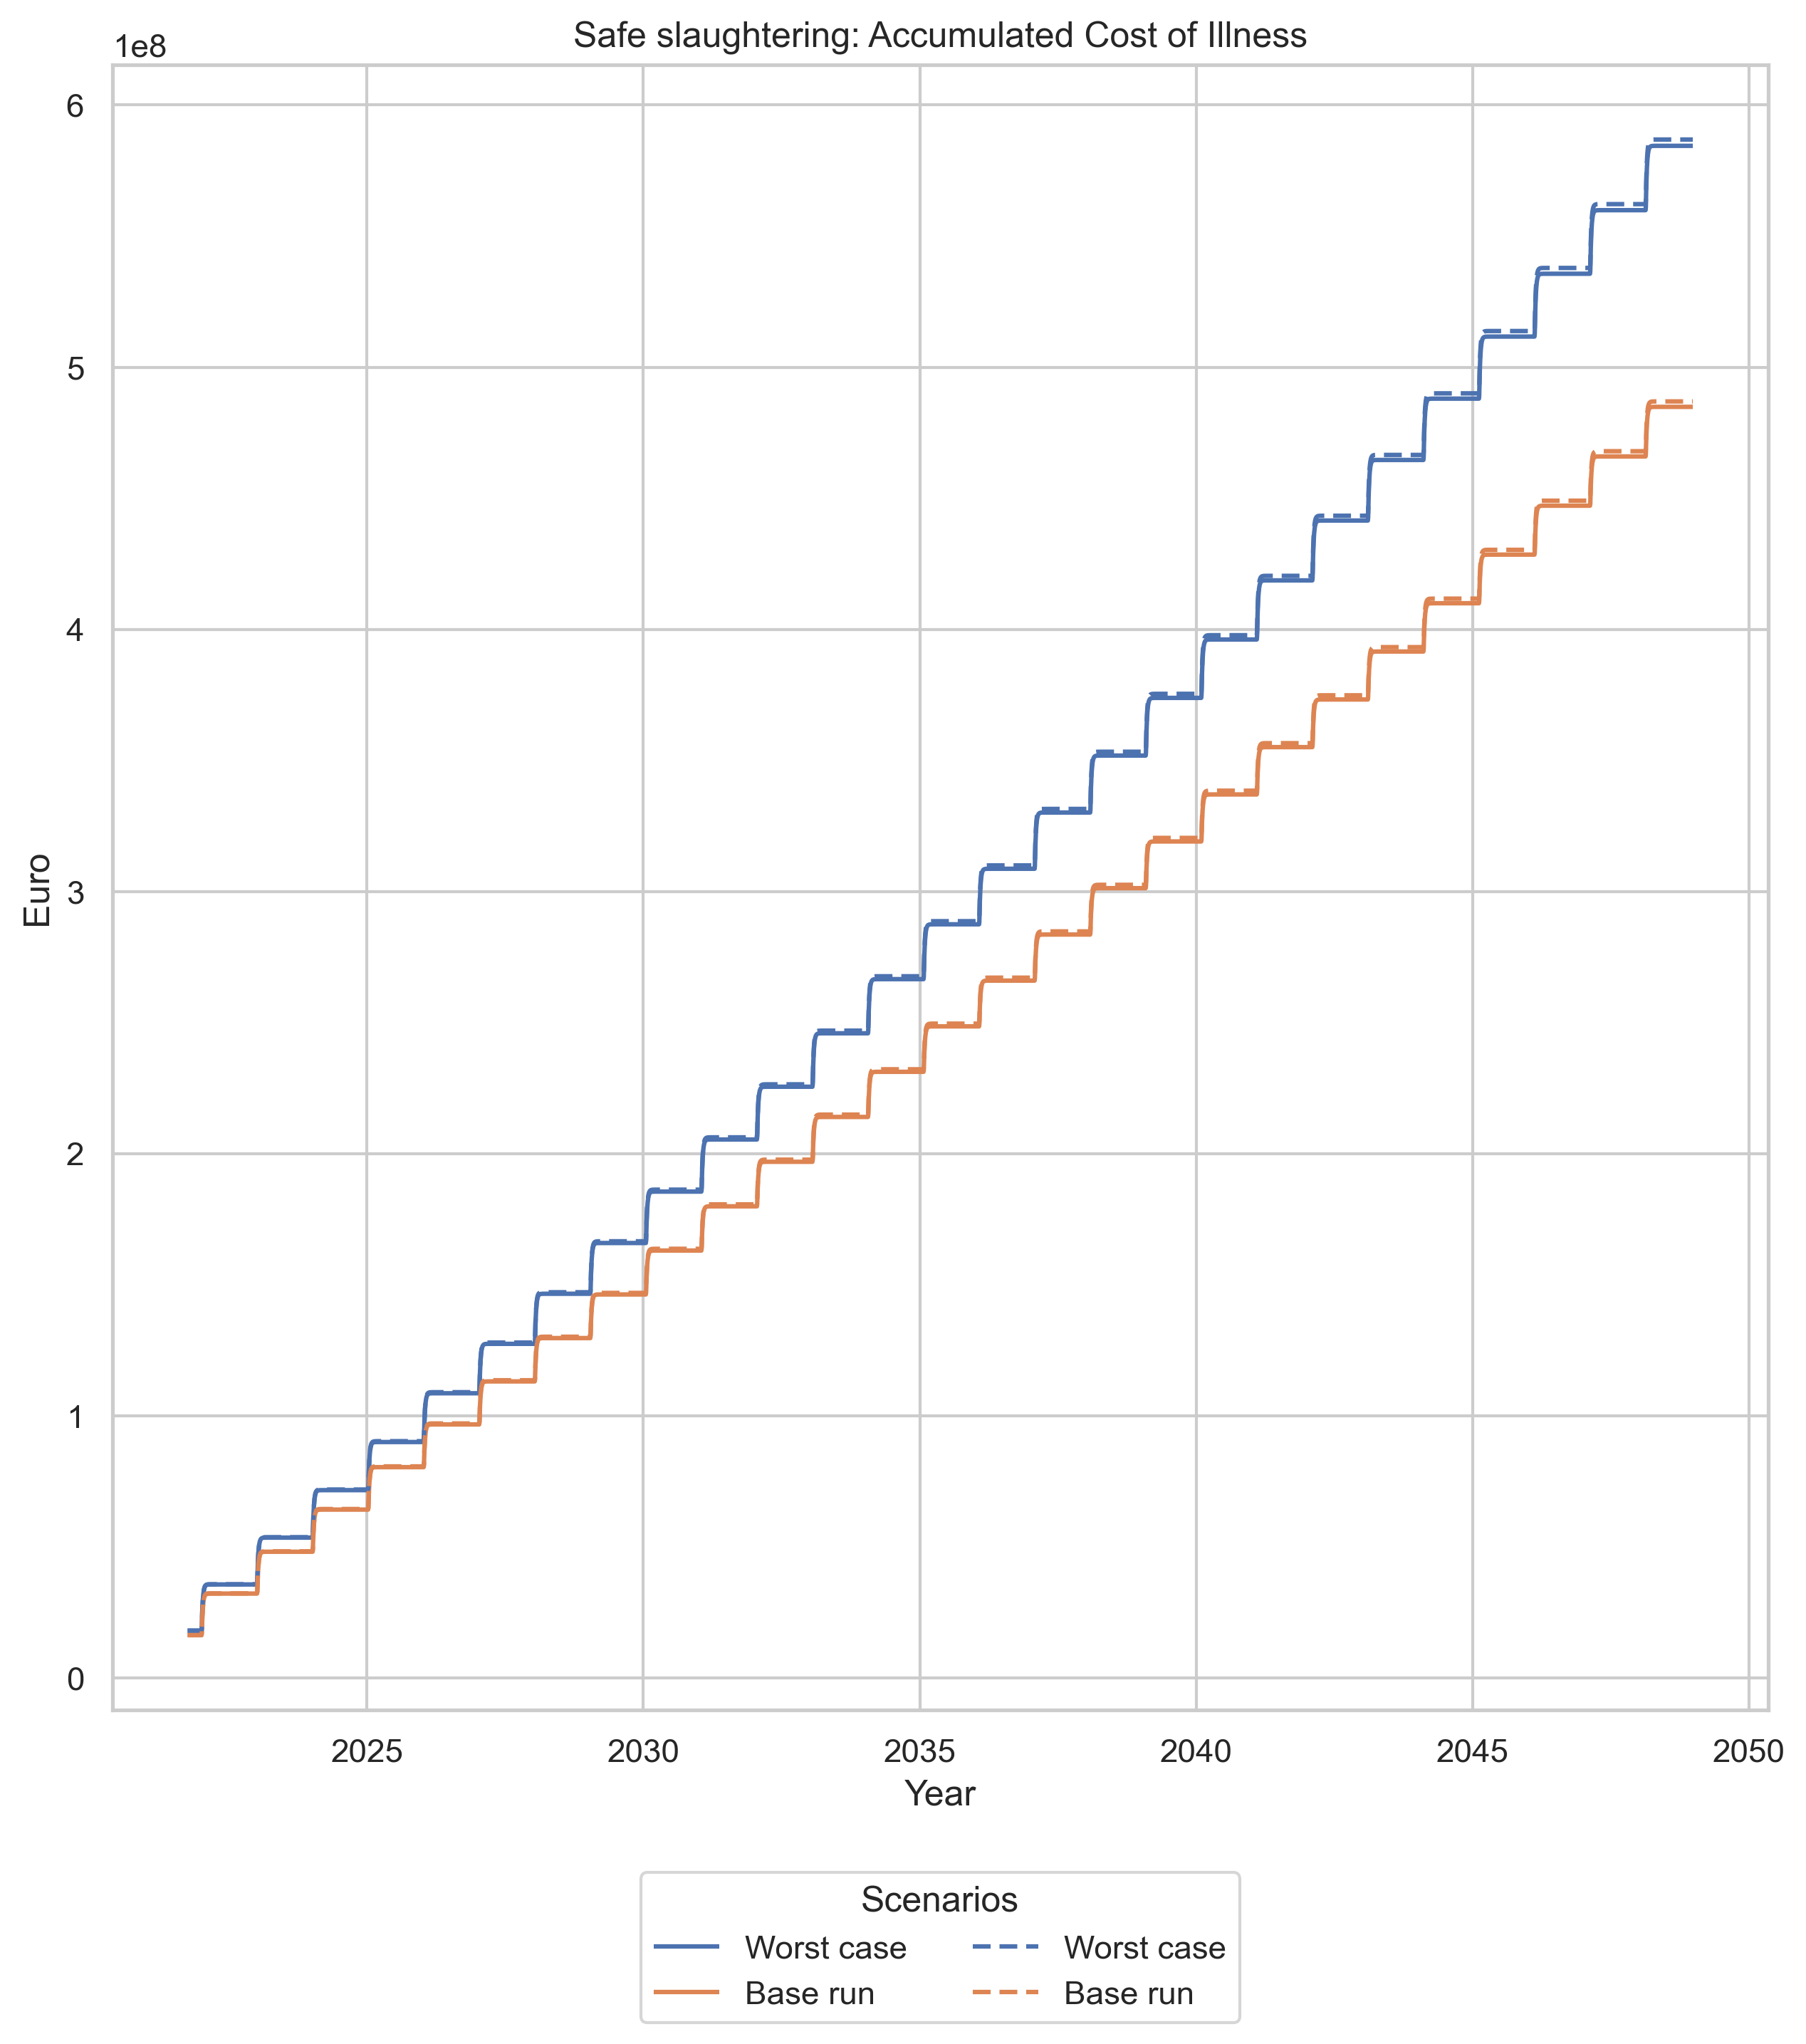 Safe slaughtering: Accumulated Cost of Illness
1e8
6
5
4
3
2
1
0
Euro
2025 2030 2035 2040 2045 2050
Year
Scenarios
Worst case Worst case
Base run Base run